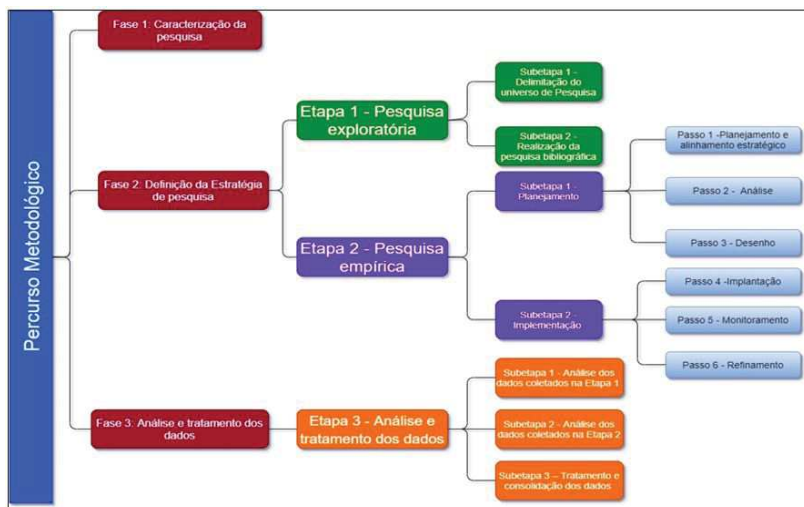 Percurso Metodológico
Fase 1: Caracterização da
pesquisa
Fase 2: Definição da Estratégia
de pesquisa
Etapa 1 - Pesquisa
exploratória
Subetapa 1 -
Delimitação do
universo de Pesquisa
Subetapa 2 -
Realização da
pesquisa bibliográfica
Etapa 2 - Pesquisa
empírica
Subetapa 1 -
Planejamento
Passo 1 -Planejamento e
alinhamento estratégico
Passo 2 - Análise
Passo 3 - Desenho
Subetapa 2 -
Implementação
Passo 4 -Implantação
Passo 5 - Monitoramento
Passo 6 - Refinamento
Fase 3: Análise e tratamento dos
dados
Etapa 3 - Análise e
tratamento dos dados
Subetapa 1 - Análise dos
dados coletados na Etapa 1
Subetapa 2 - Análise dos
dados coletados na Etapa 2
Subetapa 3 – Tratamento e
consolidação dos dados